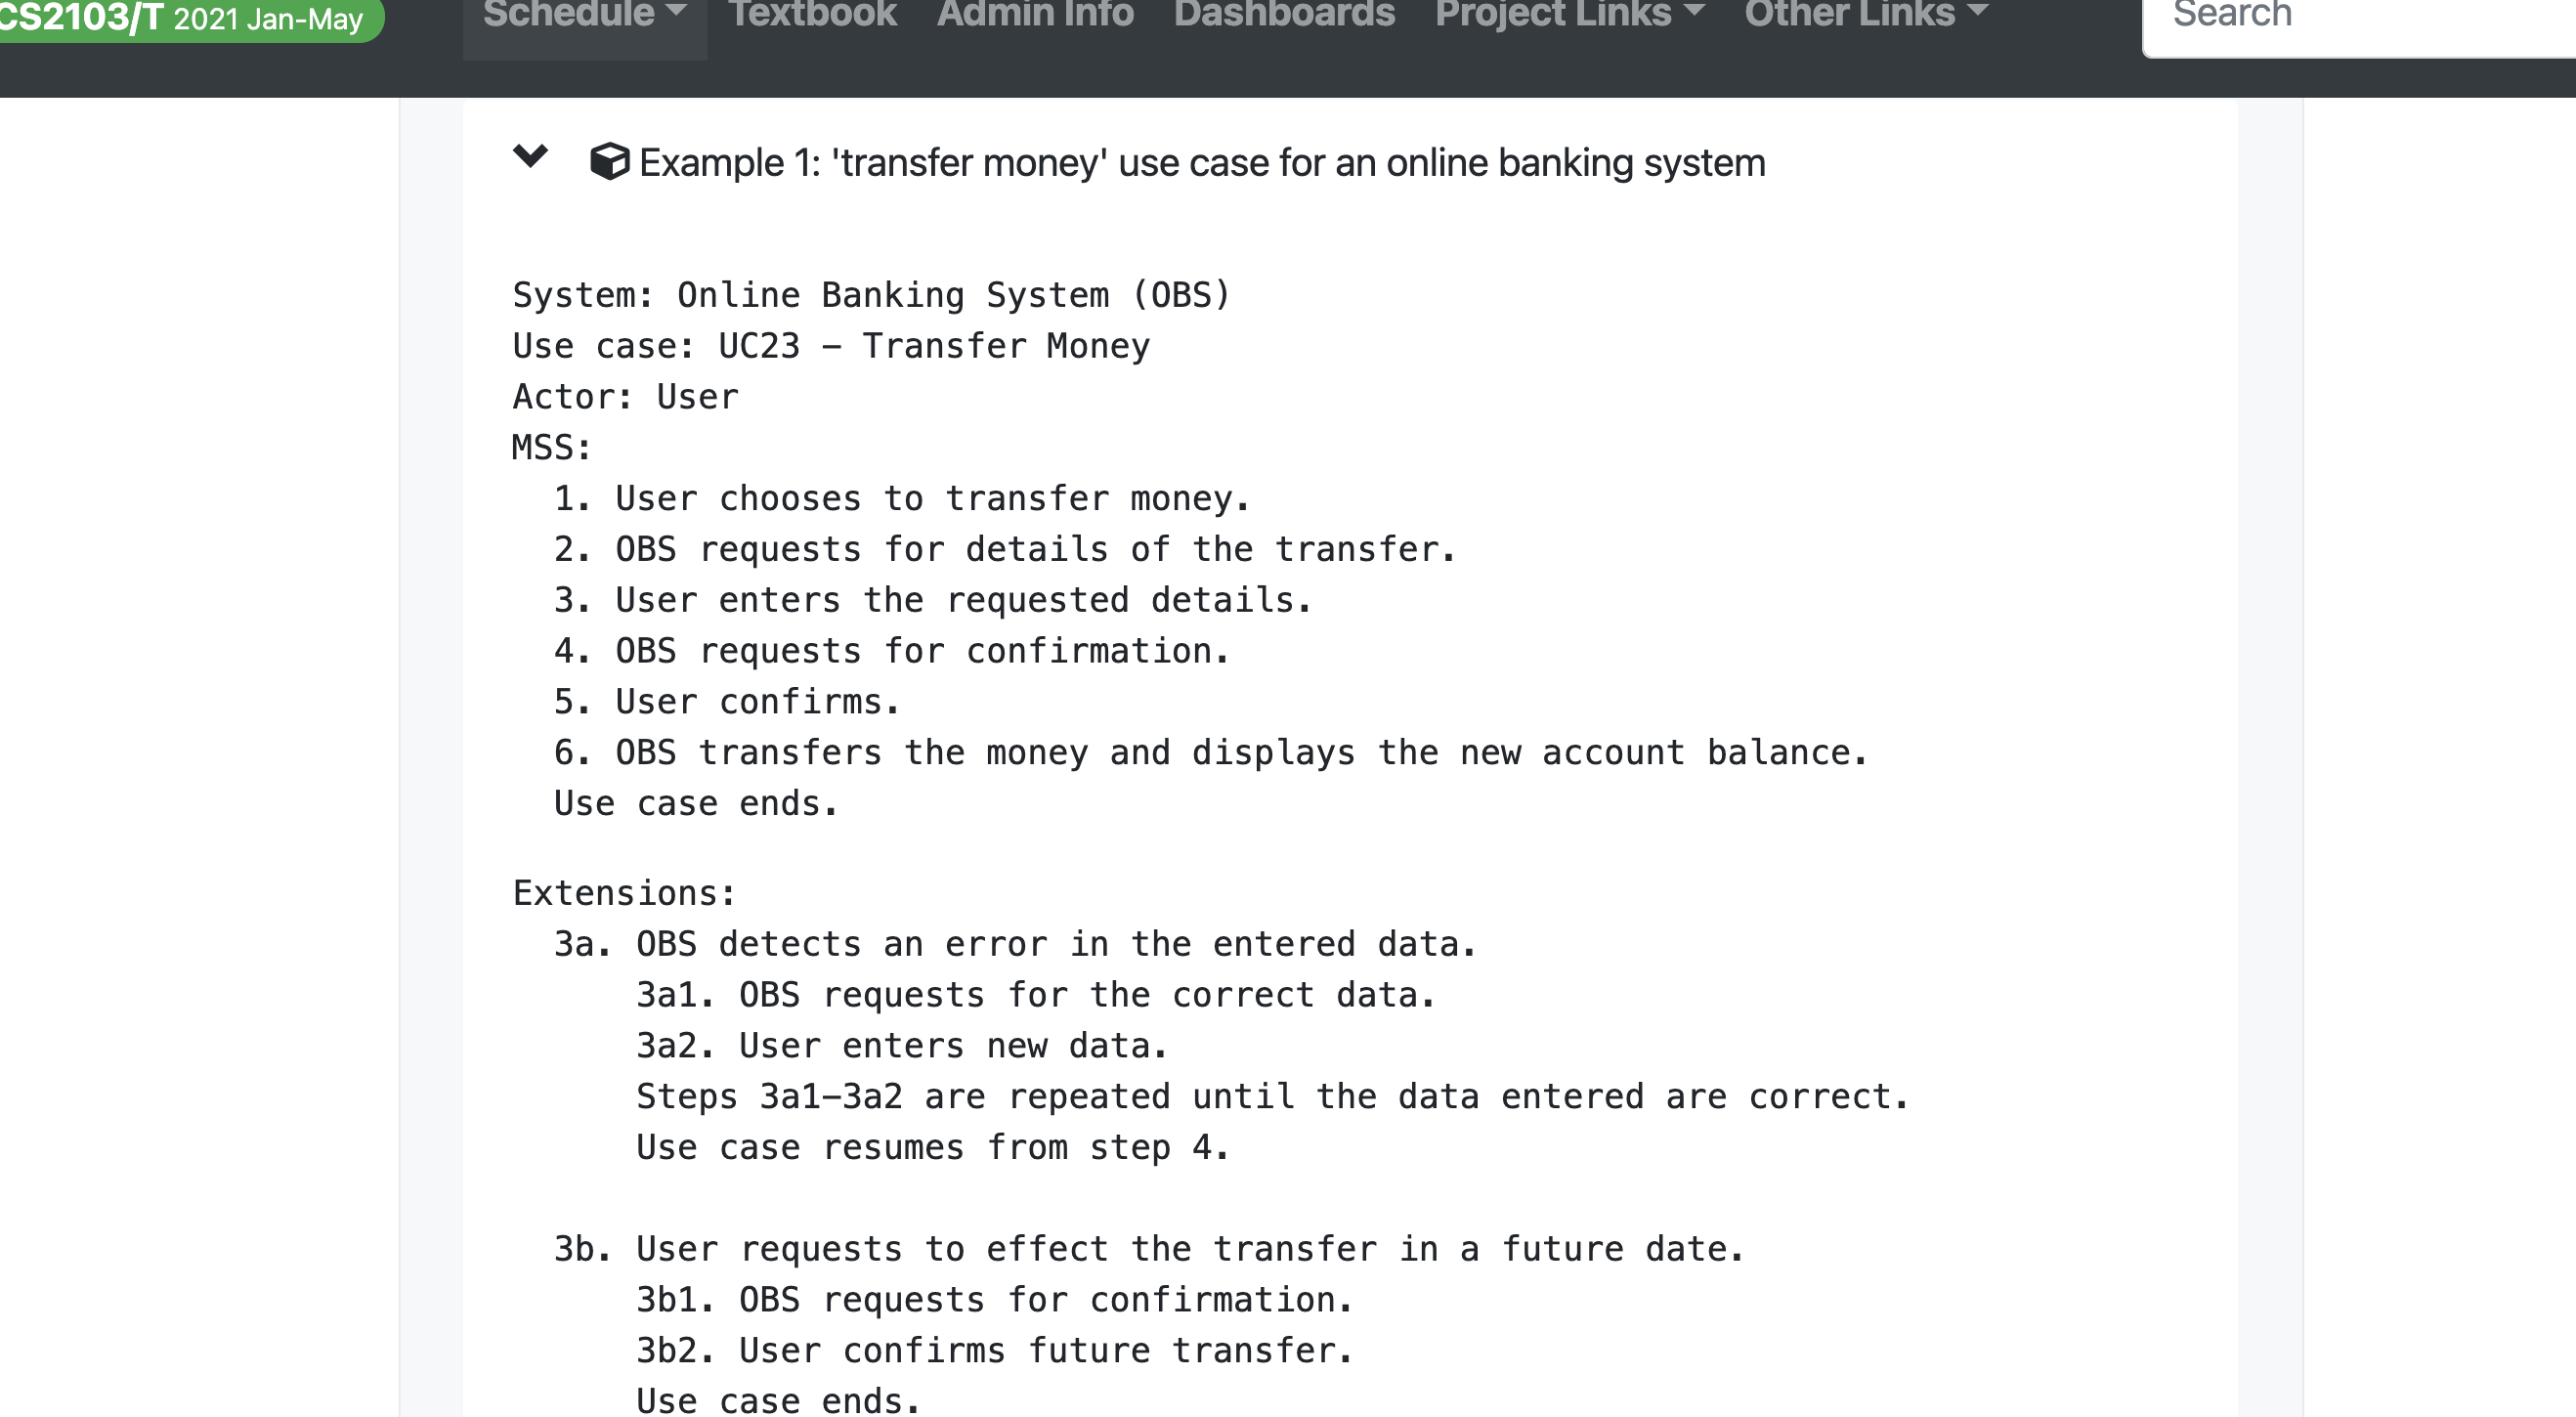 CS2103/T 2021 Jan-May Schedule Textbook Admin Info Dashboards Project Links Other Links Search
Example 1: 'transfer money' use case for an online banking system
System: Online Banking System (OBS)
Use case: UC23 – Transfer Money
Actor: User
MSS:
1. User chooses to transfer money.
2. OBS requests for details of the transfer.
3. User enters the requested details.
4. OBS requests for confirmation.
5. User confirms.
6. OBS transfers the money and displays the new account balance.
Use case ends.
Extensions:
3a. OBS detects an error in the entered data.
3a1. OBS requests for the correct data.
3a2. User enters new data.
Steps 3a1–3a2 are repeated until the data entered are correct.
Use case resumes from step 4.
3b. User requests to effect the transfer in a future date.
3b1. OBS requests for confirmation.
3b2. User confirms future transfer.
Use case ends.